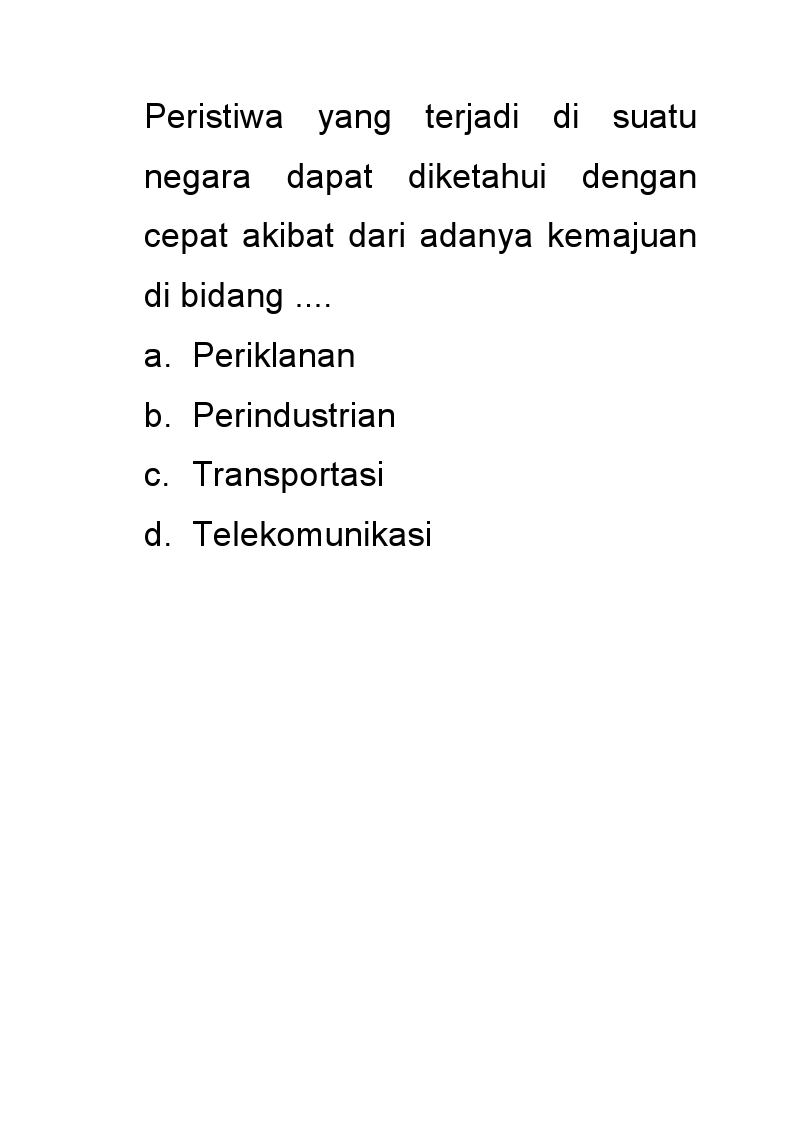 Peristiwa yang terjadi di suatu
negara dapat diketahui dengan
cepat akibat dari adanya kemajuan
di bidang ....
a. Periklanan
b. Perindustrian
c. Transportasi
d. Telekomunikasi